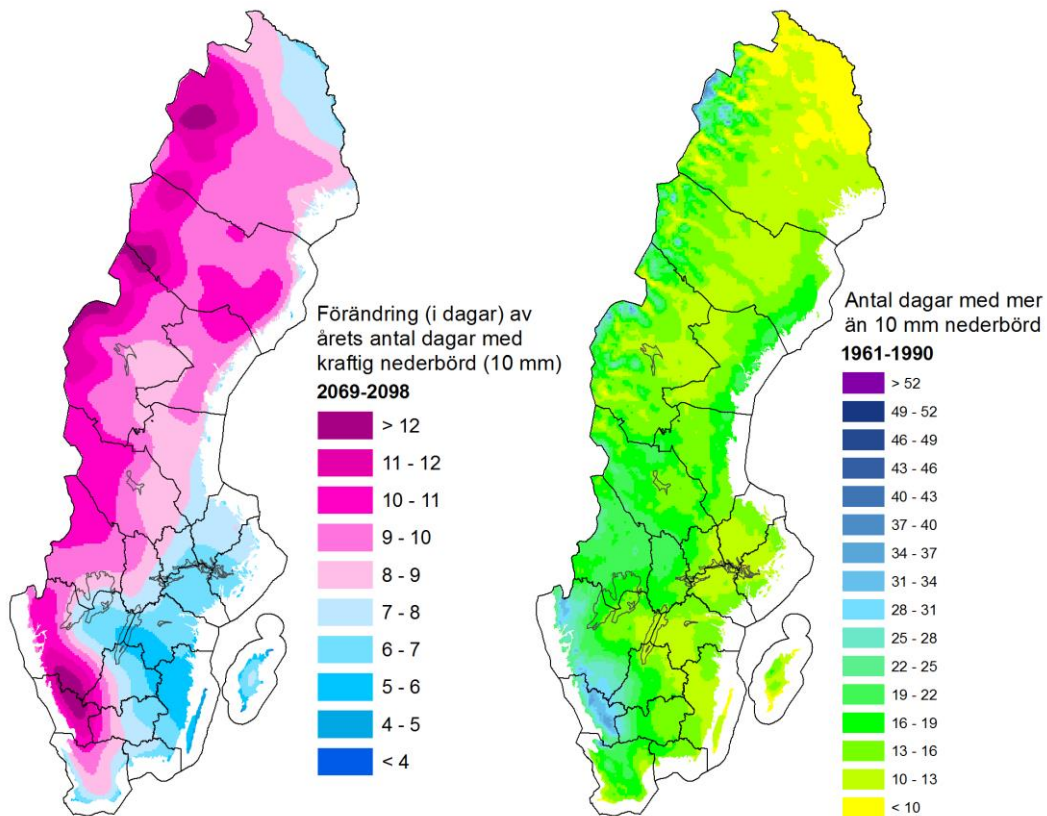 Förändring (i dagar) av
årets antal dagar med
kraftig nederbörd (10 mm)
2069-2098
> 12
11 - 12
10 - 11
9 - 10
8 - 9
7 - 8
6 - 7
5 - 6
4 - 5
< 4
Antal dagar med mer
än 10 mm nederbörd
1961-1990
> 52
49 - 52
46 - 49
43 - 46
40 - 43
37 - 40
34 - 37
31 - 34
28 - 31
25 - 28
22 - 25
19 - 22
16 - 19
13 - 16
10 - 13
< 10